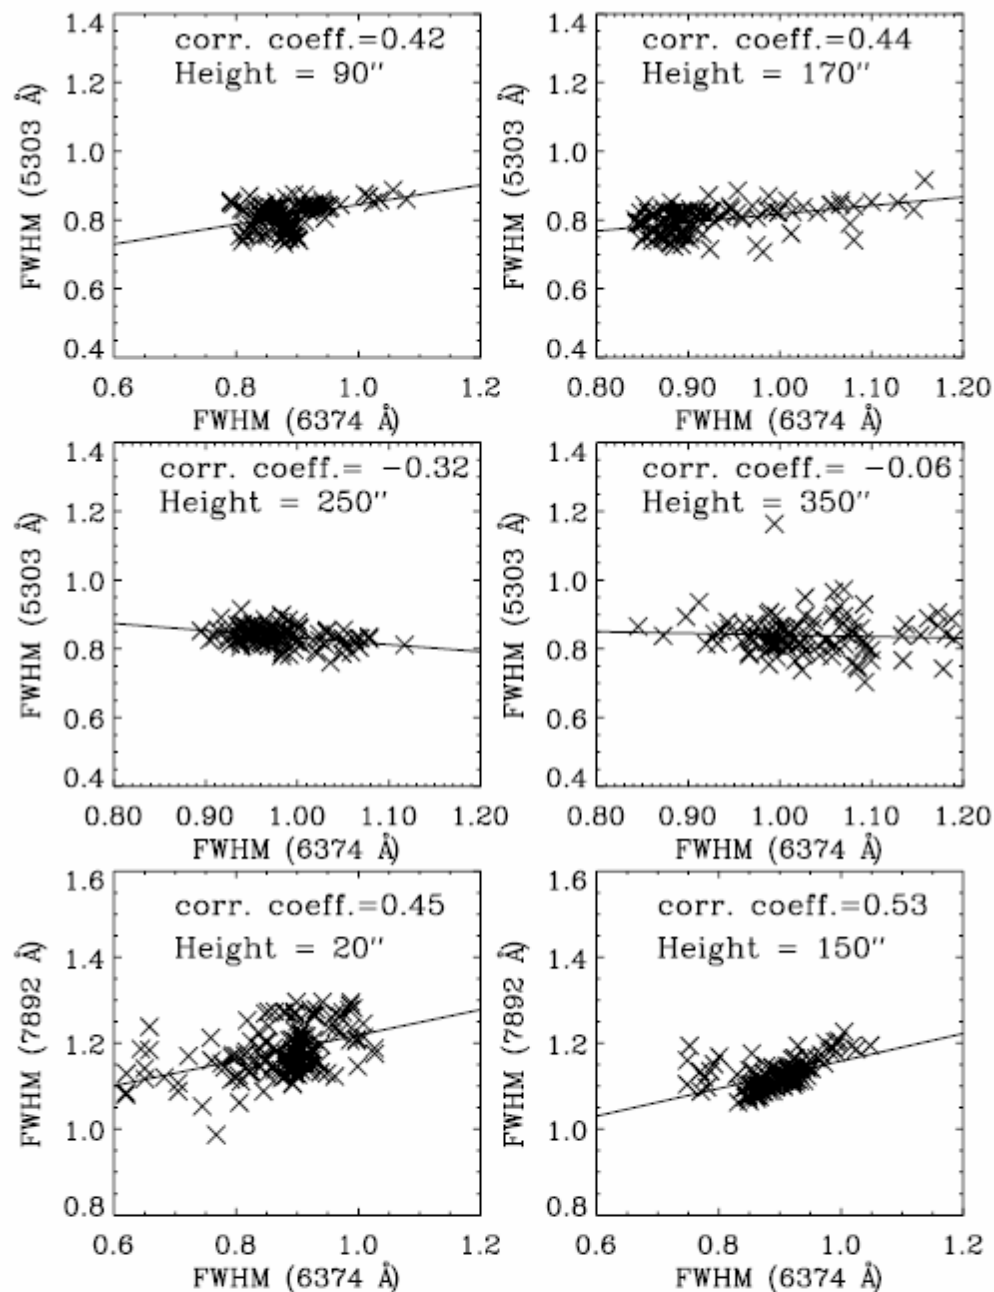 corr. coeff.=0.42
Height = 90″
FWHM (5303 Å)
1.4
1.2
1.0
0.8
0.6
0.4
0.6 0.8 1.0 1.2
FWHM (6374 Å)
corr. coeff.=0.44
Height = 170″
FWHM (5303 Å)
1.4
1.2
1.0
0.8
0.6
0.4
0.80 0.90 1.00 1.10 1.20
FWHM (6374 Å)
corr. coeff.= −0.32
Height = 250″
FWHM (5303 Å)
1.4
1.2
1.0
0.8
0.6
0.4
0.80 0.90 1.00 1.10 1.20
FWHM (6374 Å)
corr. coeff.= −0.06
Height = 350″
FWHM (5303 Å)
1.4
1.2
1.0
0.8
0.6
0.4
0.80 0.90 1.00 1.10 1.20
FWHM (6374 Å)
corr. coeff.=0.45
Height = 20″
FWHM (7892 Å)
1.6
1.4
1.2
1.0
0.8
0.6 0.8 1.0 1.2
FWHM (6374 Å)
corr. coeff.=0.53
Height = 150″
FWHM (7892 Å)
1.6
1.4
1.2
1.0
0.8
0.6 0.8 1.0 1.2
FWHM (6374 Å)